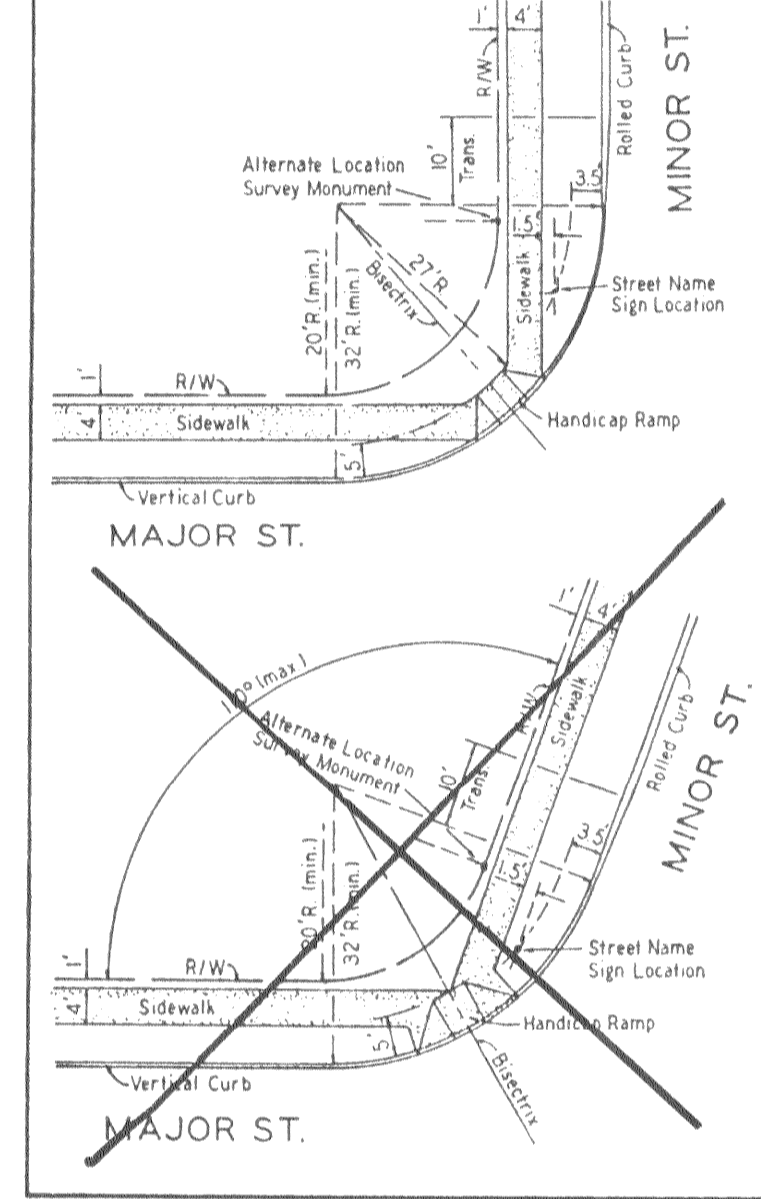 1'
4'
R/W
10'
Trans.
Rolled Curb
MINOR ST.
Alternate Location
Survey Monument
3.5'
1.5'
27'R
Bisectrix
20'R.(min.)
32'R.(min.)
Sidewalk
Street Name
Sign Location
1'
R/W
4'
Sidewalk
Handicap Ramp
5'
Vertical Curb
MAJOR ST.
1'
4'
(max)
R/W
Sidewalk
Rolled Curb
MINOR ST.
Alternate Location
Survey Monument
10'
Trans.
3.5'
1.5'
20'R.(min.)
32'R.(min.)
Street Name
Sign Location
1'
R/W
4'
Sidewalk
Handicap Ramp
5'
Bisectrix
Vertical Curb
MAJOR ST.